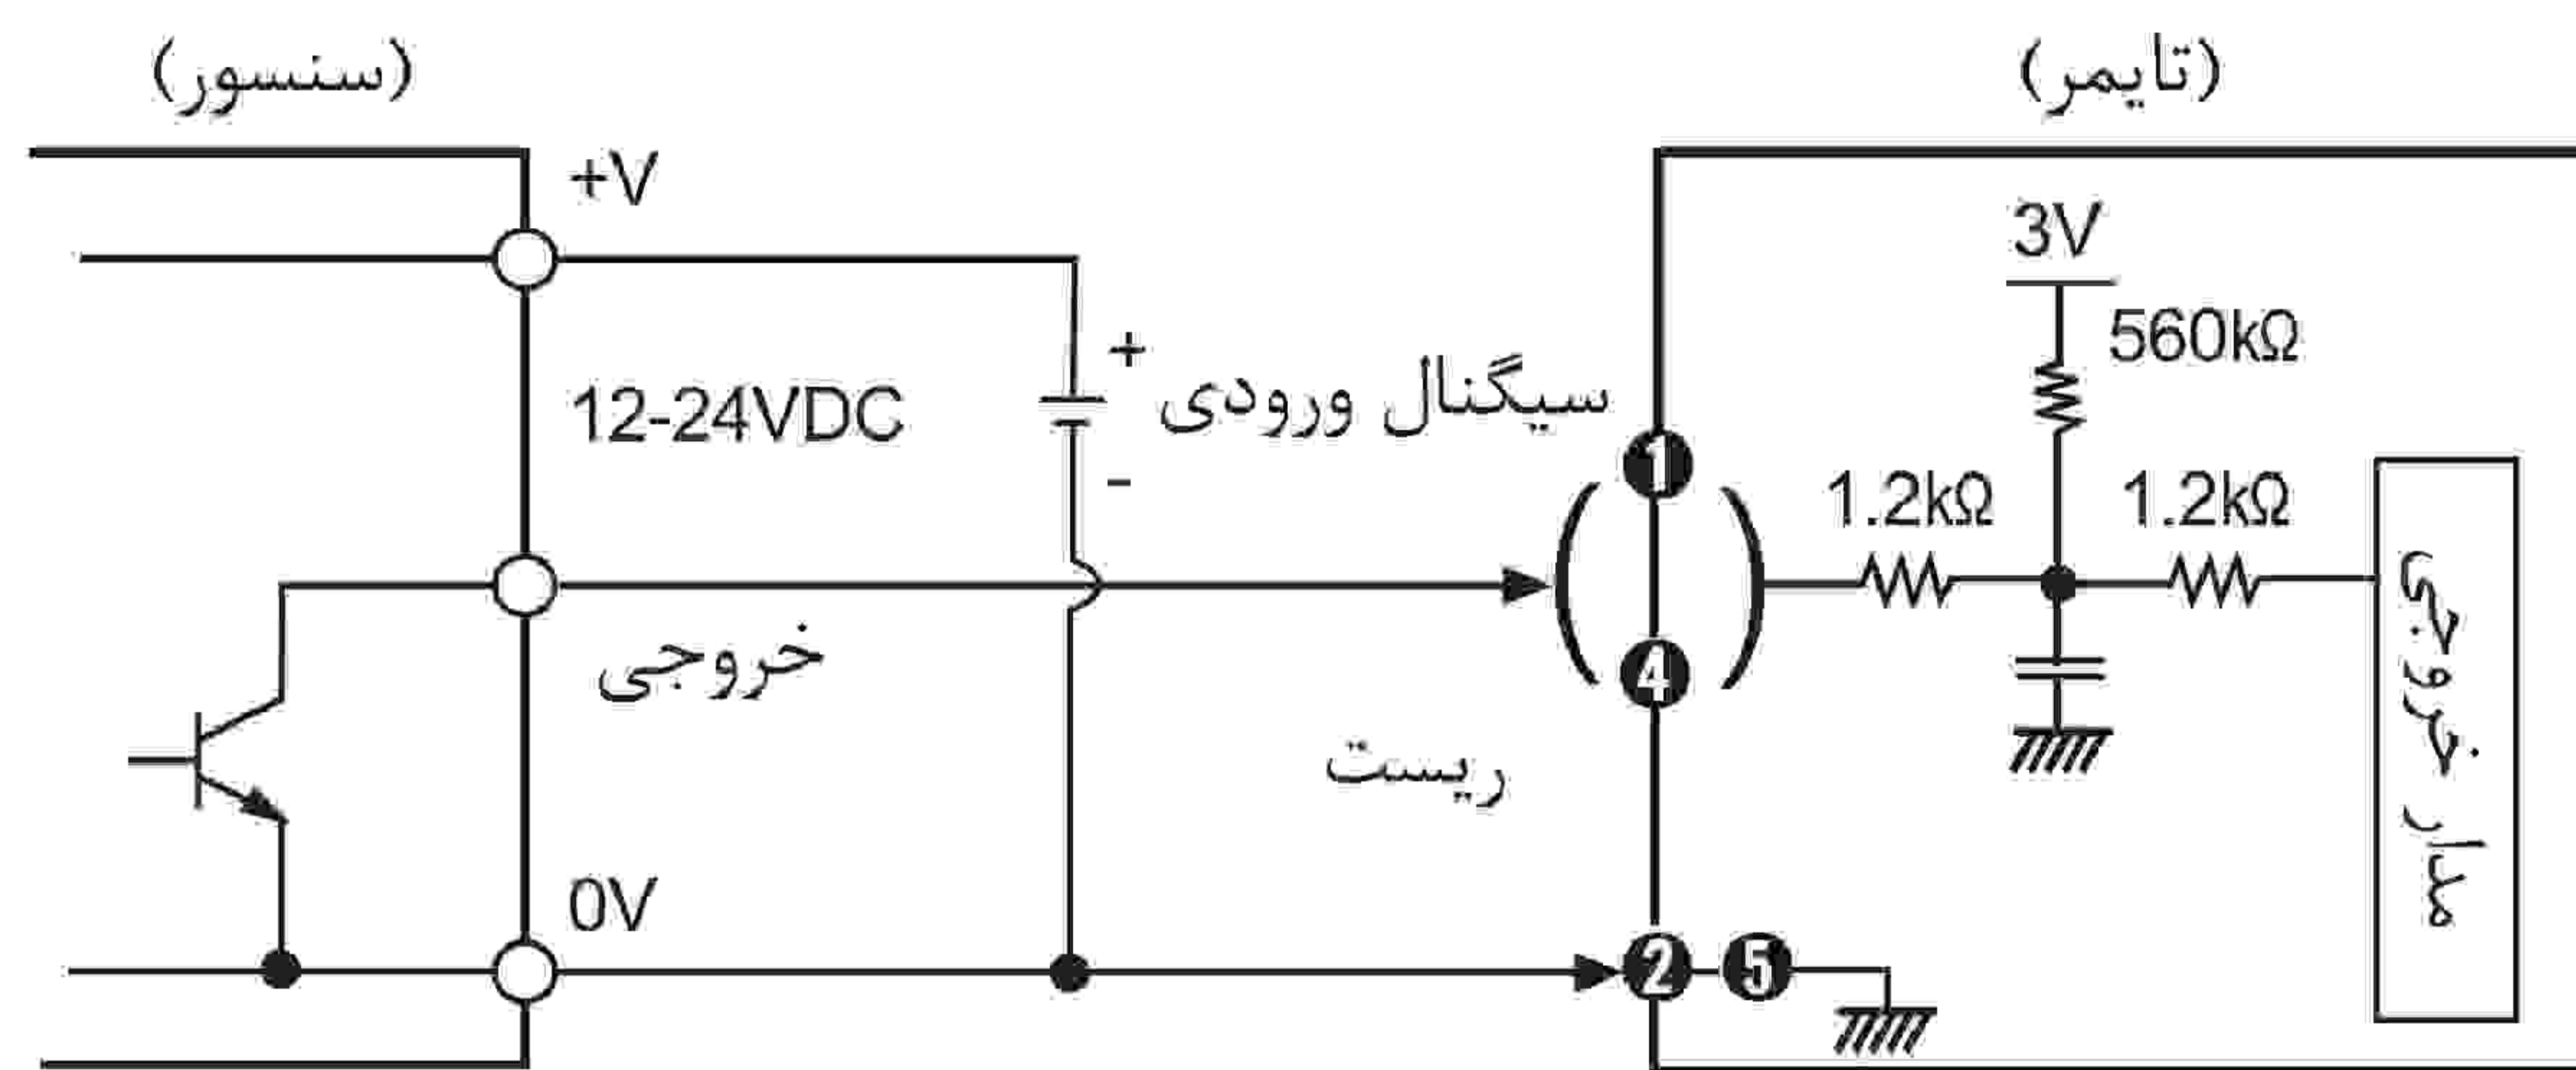 (سنسور)
(تایمر)
+V
3V
560kΩ
12-24VDC
+
سیگنال ورودی
-
1
1.2kΩ
1.2kΩ
خروجی
4
ریست
مدار خروجی
0V
2
5